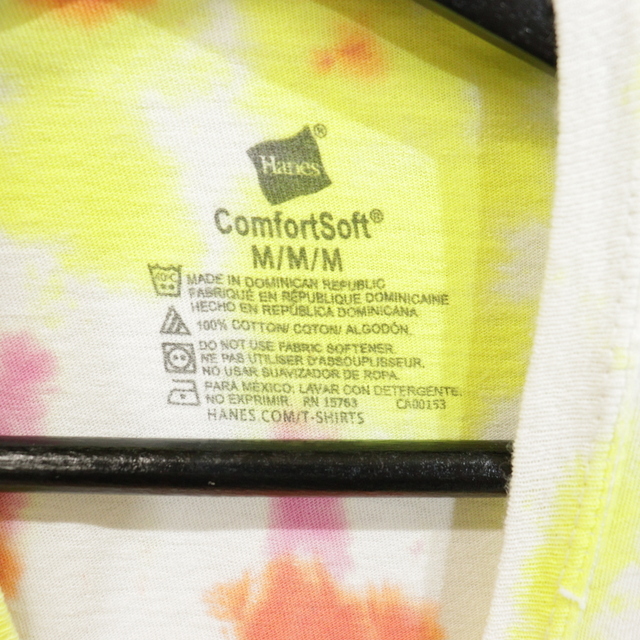 Hanes®
ComfortSoft®
M/M/M
40C
MADE IN DOMINICAN REPUBLIC
FABRIQUÉ EN RÉPUBLIQUE DOMINICAINE
HECHO EN REPÚBLICA DOMINICANA
100% COTTON/ COTON/ ALGODÓN.
DO NOT USE FABRIC SOFTENER.
NE PAS UTILISER D'ASSOUPLISSEUR.
NO USAR SUAVIZADOR DE ROPA.
PARA MÉXICO: LAVAR CON DETERGENTE.
NO EXPRIMIR. RN 15763 CA00153
HANES.COM/T-SHIRTS